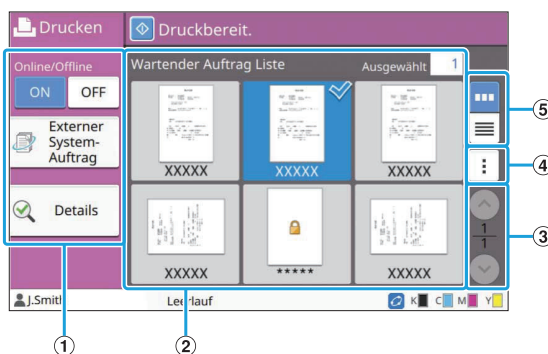 Drucken
Druckbereit.
Online/Offline
ON OFF
Externer
System-
Auftrag
Details
Wartender Auftrag Liste
Ausgewählt 1
XXXXX XXXXX XXXXX
XXXXX ***** XXXXX
1
1
J.Smith
Leerlauf
K C M Y
5
4
3
1 2